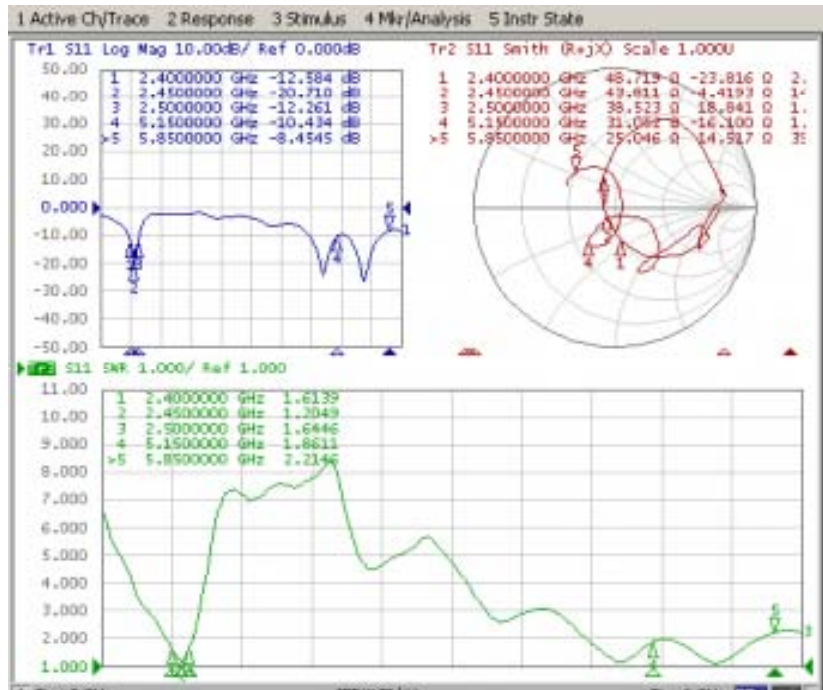 1 Active Ch/Trace 2 Response 3 Stimulus 4 Mkr/Analysis 5 Instr State
Tr1 S11 Log Mag 10.00dB/ Ref 0.000dB
50.00
40.00
30.00
20.00
10.00
0.000
-10.00
-20.00
-30.00
-40.00
-50.00
1 2.4000000 GHz -12.584 dB
2 2.4500000 GHz -20.710 dB
3 2.5000000 GHz -12.261 dB
4 5.1500000 GHz -10.434 dB
>5 5.8500000 GHz -8.4545 dB
Tr2 S11 Smith (R+jX) Scale 1.000U
1 2.4000000 GHz 48.719 Ω -23.816 Ω 2.
2 2.4500000 GHz -4.4193 Ω
3 2.5000000 GHz 38.523 Ω 18.841 Ω 1.
4 5.1500000 GHz -16.100 Ω 1.
>5 5.8500000 GHz 25.046 Ω 14.517 Ω
S11 SWR 1.000/ Ref 1.000
11.00
10.00
9.000
8.000
7.000
6.000
5.000
4.000
3.000
2.000
1.000
1 2.4000000 GHz 1.6139
2 2.4500000 GHz 1.2049
3 2.5000000 GHz 1.6446
4 5.1500000 GHz 1.8611
>5 5.8500000 GHz 2.2146